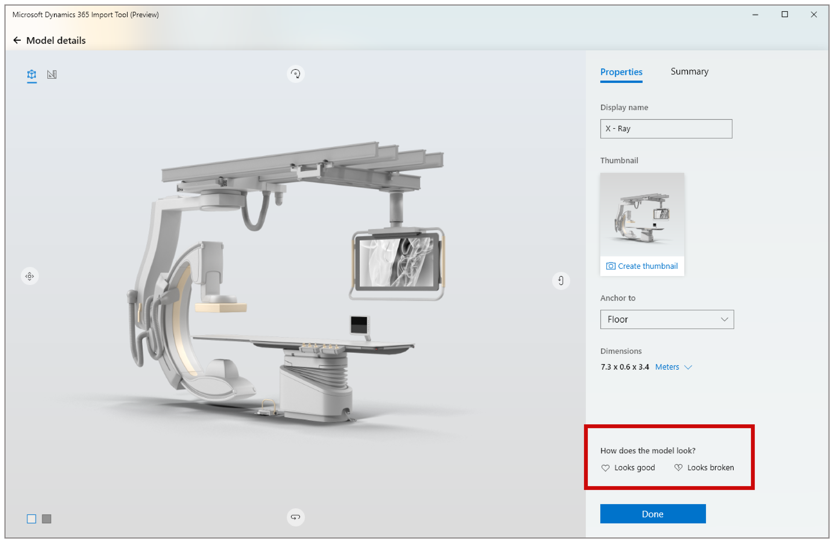 Microsoft Dynamics 365 Import Tool (Preview)
Model details
Properties Summary
Display name
X - Ray
Thumbnail
Create thumbnail
Anchor to
Floor
Dimensions
7.3 x 0.6 x 3.4 Meters
How does the model look?
Looks good Looks broken
Done